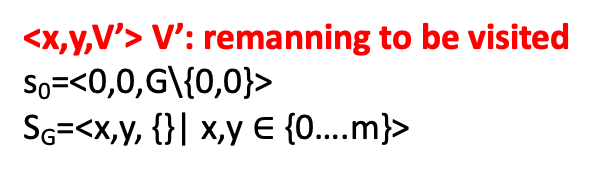 <x,y,V’> V’: remanning to be visited
s₀=<0,0,G\{0,0}>
S_G=<x,y, {}| x,y ∈ {0….m}>